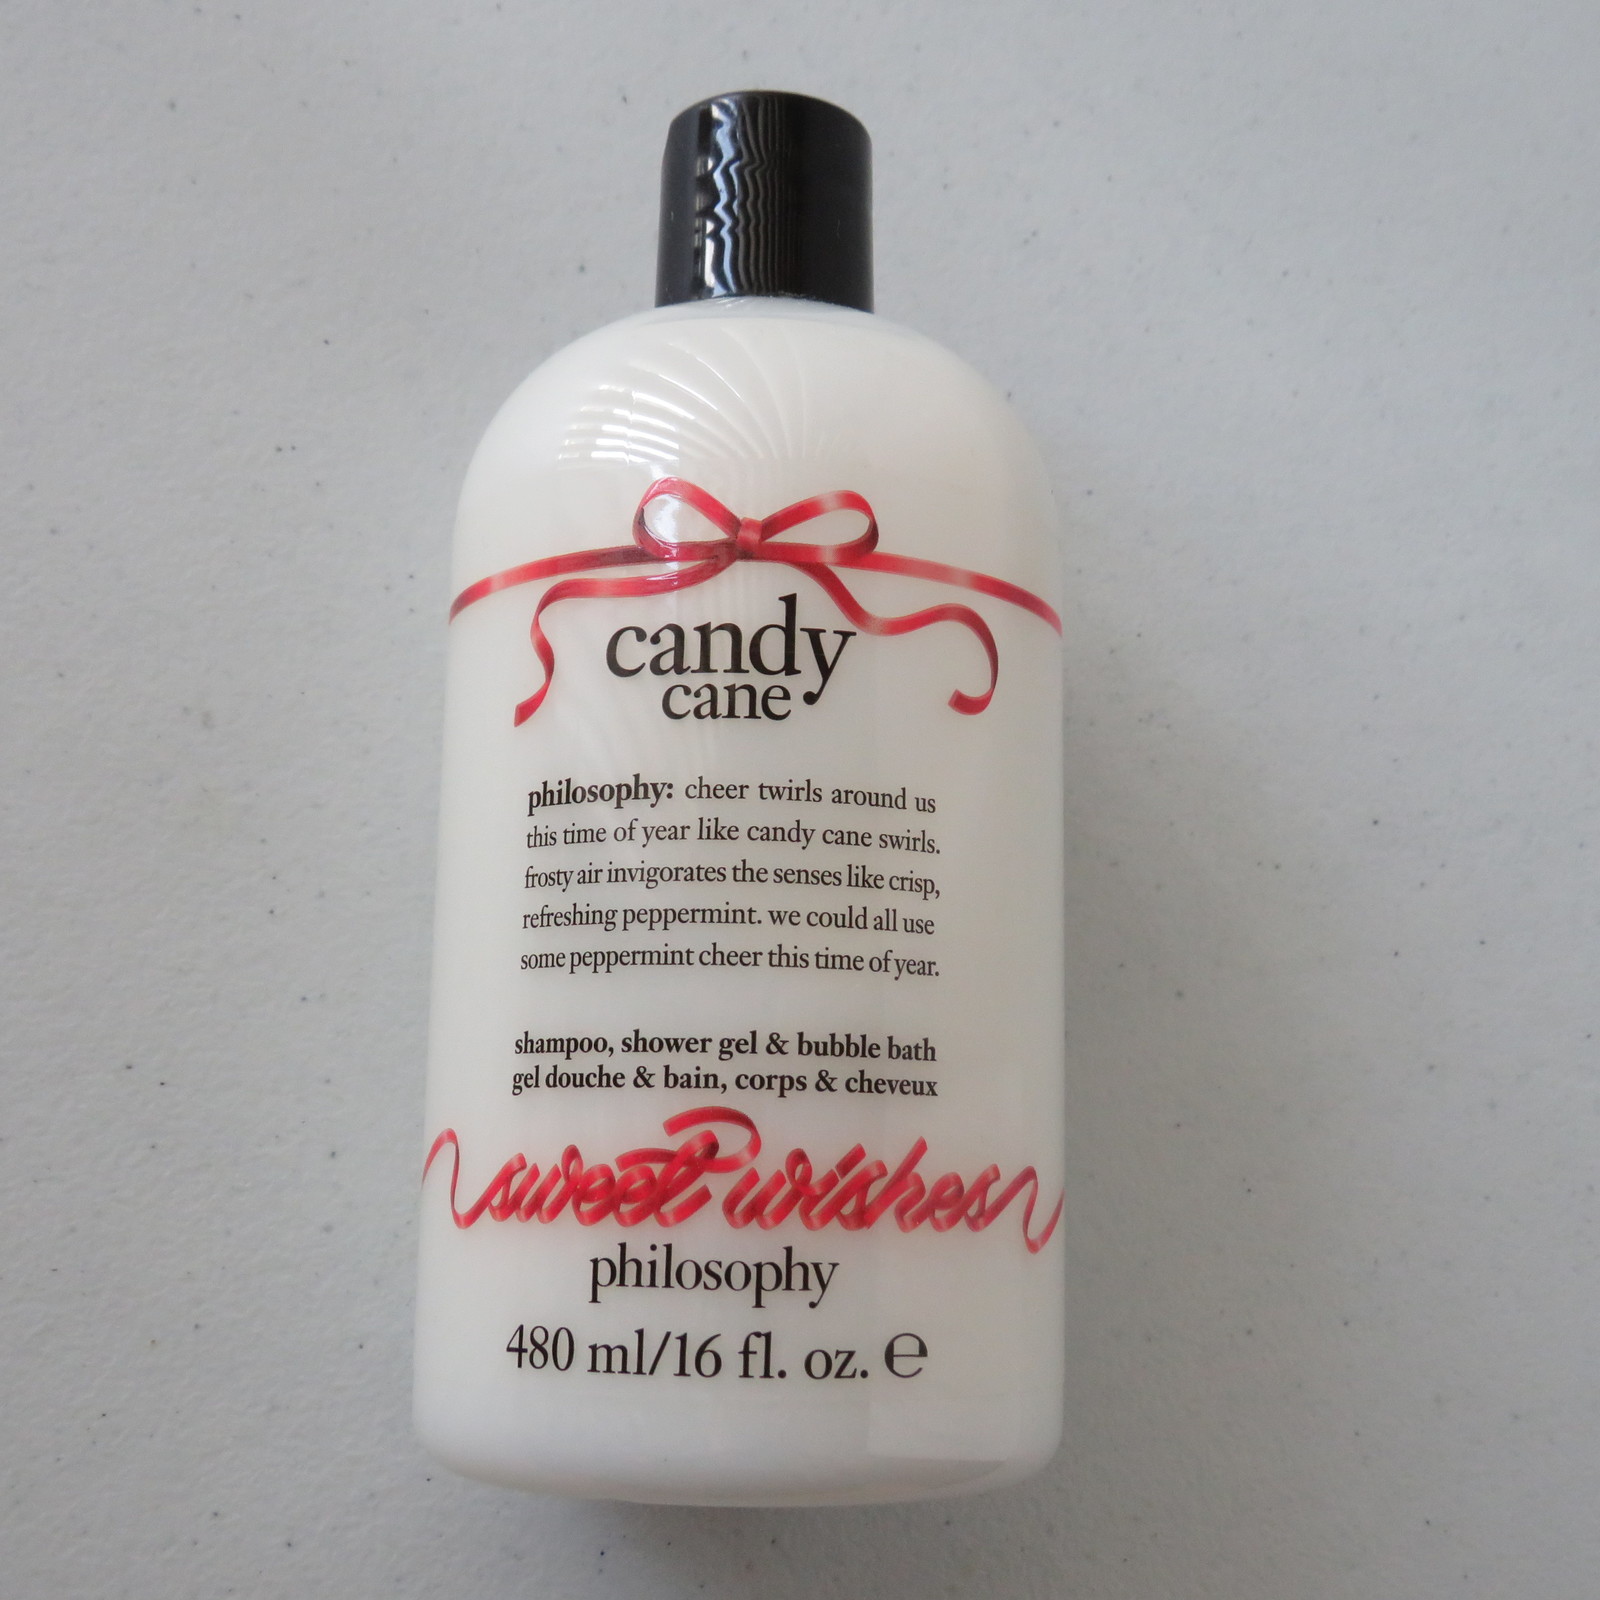 candy
cane
philosophy: cheer twirls around us
this time of year like candy cane swirls.
frosty air invigorates the senses like crisp,
refreshing peppermint. we could all use
some peppermint cheer this time of year.
shampoo, shower gel & bubble bath
gel douche & bain, corps & cheveux
sweet wishes
philosophy
480 ml/16 fl. oz. ℮